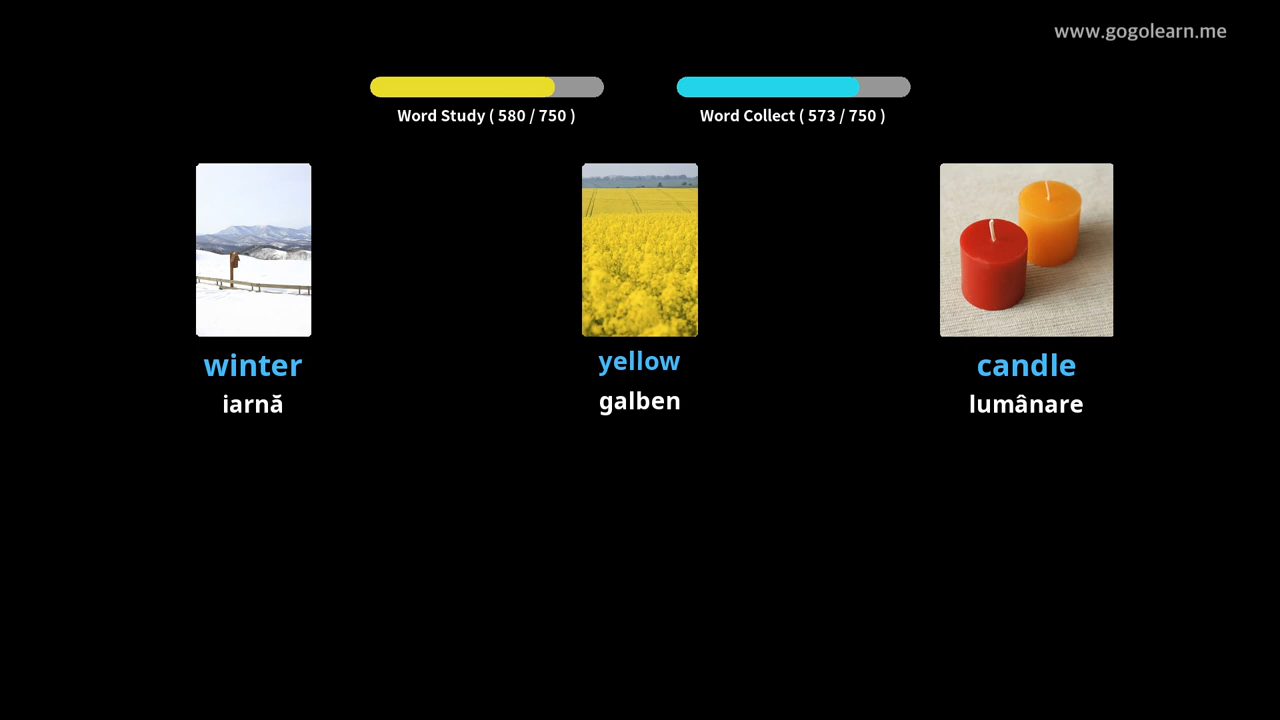 www.gogolearn.me
Word Study ( 580 / 750 )
Word Collect ( 573 / 750 )
winter
iarnă
yellow
galben
candle
lumânare